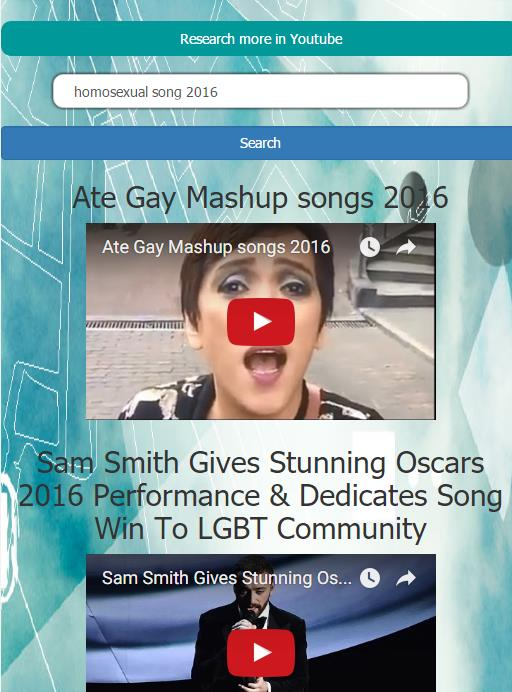 Research more in Youtube
homosexual song 2016
Search
Ate Gay Mashup songs 2016
Ate Gay Mashup songs 2016
Sam Smith Gives Stunning Oscars
2016 Performance & Dedicates Song
Win To LGBT Community
Sam Smith Gives Stunning Os...